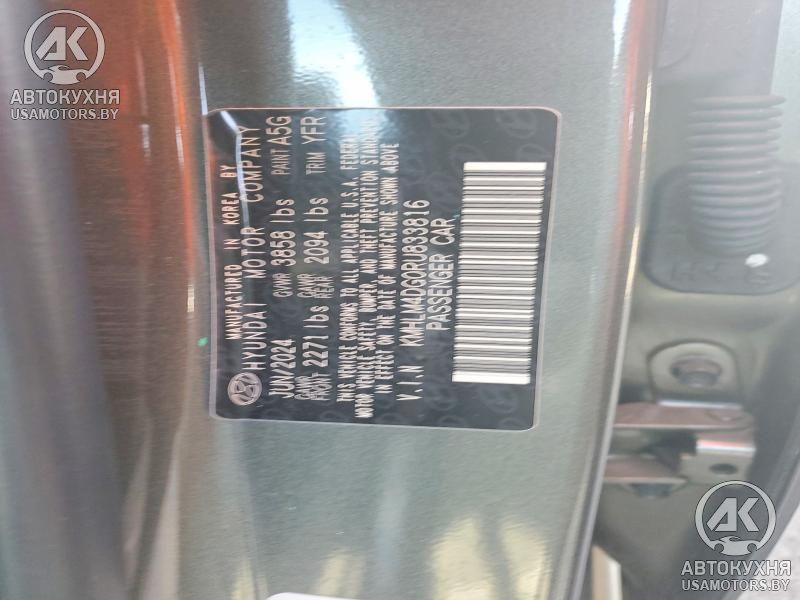 AK
АВТОКУХНЯ
USAMOTORS.BY
MANUFACTURED IN KOREA BY
HYUNDAI MOTOR COMPANY
JUN/2024 GVWR 3858 lbs PAINT A5G
GAWR FRONT 2271 lbs GAWR REAR 2094 lbs TRIM YFR
THIS VEHICLE CONFORMS TO ALL APPLICABLE U.S.A. FEDERAL
MOTOR VEHICLE SAFETY, BUMPER, AND THEFT PREVENTION STANDARDS
IN EFFECT ON THE DATE OF MANUFACTURE SHOWN ABOVE
V.I.N KMHLM4DG0RU833816
PASSENGER CAR
AK
АВТОКУХНЯ
USAMOTORS.BY